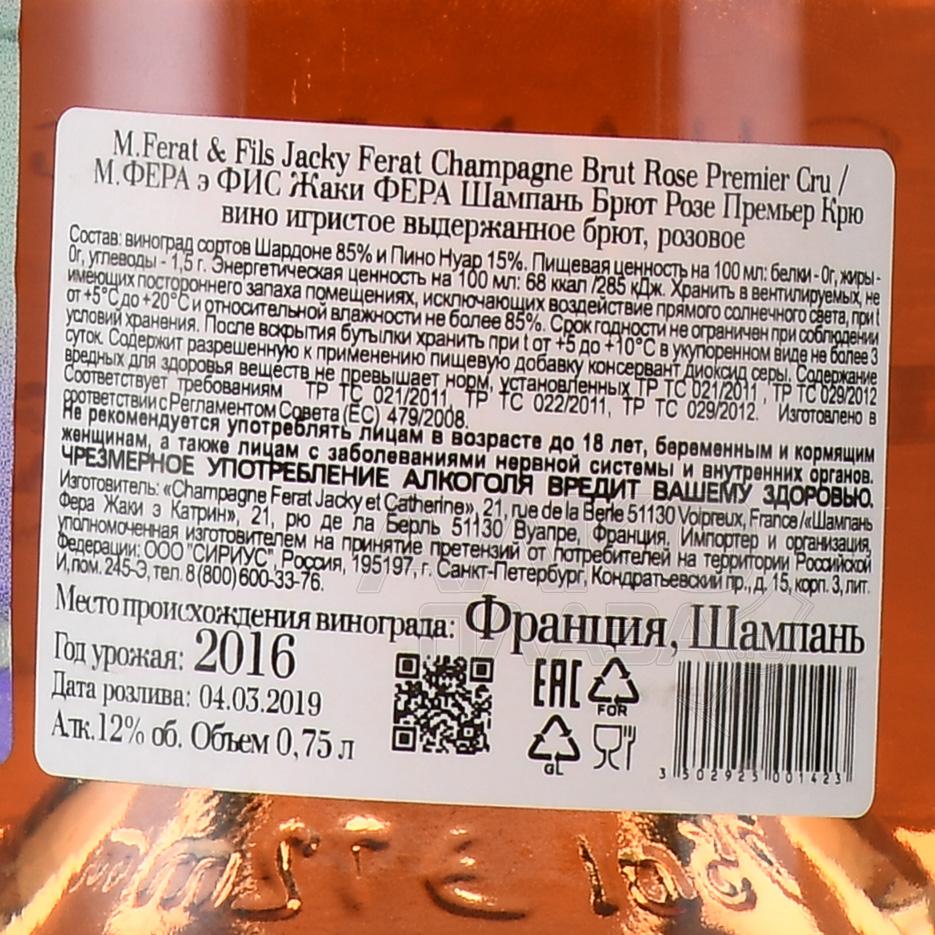 M.Ferat & Fils Jacky Ferat Champagne Brut Rose Premier Cru /
М.ФЕРА э ФИС Жаки ФЕРА Шампань Брют Розе Премьер Крю
вино игристое выдержанное брют, розовое
Состав: виноград сортов Шардоне 85% и Пино Нуар 15%. Пищевая ценность на 100 мл: белки - 0г, жиры -
0г, углеводы - 1,5 г. Энергетическая ценность на 100 мл: 68 ккал /285 кДж. Хранить в вентилируемых, не
имеющих постороннего запаха помещениях, исключающих воздействие прямого солнечного света, при t
от +5°С до +20°С и относительной влажности не более 85%. Срок годности не ограничен при соблюдении
условий хранения. После вскрытия бутылки хранить при t от +5 до +10°С в укупоренном виде не более 3
суток. Содержит разрешенную к применению пищевую добавку консервант диоксид серы. Содержание
вредных для здоровья веществ не превышает норм, установленных ТР ТС 021/2011 , ТР ТС 029/2012
Соответствует требованиям ТР ТС 021/2011, ТР ТС 022/2011, ТР ТС 029/2012. Изготовлено в
соответствии с Регламентом Совета (ЕС) 479/2008.
Не рекомендуется употреблять лицам в возрасте до 18 лет, беременным и кормящим
женщинам, а также лицам с заболеваниями нервной системы и внутренних органов.
ЧРЕЗМЕРНОЕ УПОТРЕБЛЕНИЕ АЛКОГОЛЯ ВРЕДИТ ВАШЕМУ ЗДОРОВЬЮ.
Изготовитель: «Champagne Ferat Jacky et Catherine», 21, rue de la Berle 51130 Voipreux, France /«Шампань
Фера Жаки э Катрин», 21, рю де ла Берль 51130 Вуапре, Франция. Импортер и организация,
уполномоченная изготовителем на принятие претензий от потребителей на территории Российской
Федерации: ООО "СИРИУС", Россия, 195197, г. Санкт-Петербург, Кондратьевский пр., д. 15, корп. 3, лит.
И, пом. 245-Э, тел. 8 (800) 600-33-76.
Место происхождения винограда: Франция, Шампань
Год урожая: 2016
Дата розлива: 04.03.2019
Алк.12% об. Объем 0,75 л
EAC
FOR
GL
3 502925 001423